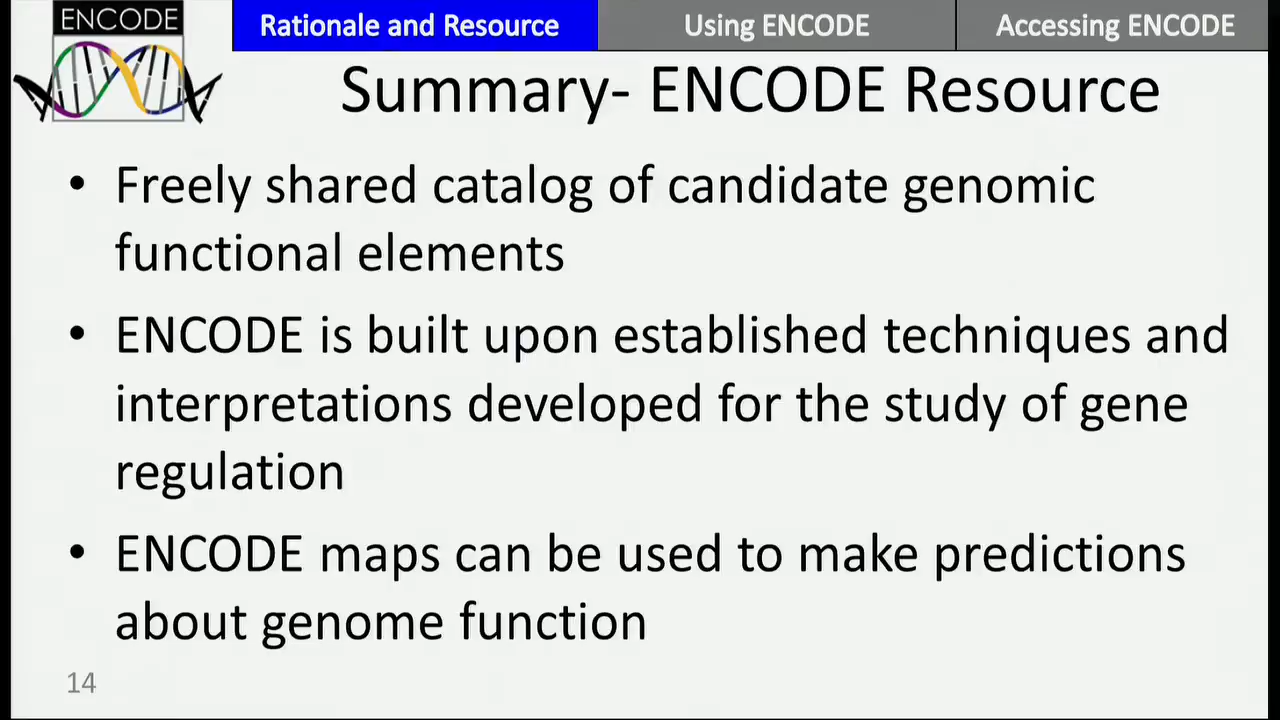 ENCODE
Rationale and Resource
Using ENCODE
Accessing ENCODE
Summary- ENCODE Resource
• Freely shared catalog of candidate genomic
functional elements
• ENCODE is built upon established techniques and
interpretations developed for the study of gene
regulation
• ENCODE maps can be used to make predictions
about genome function
14